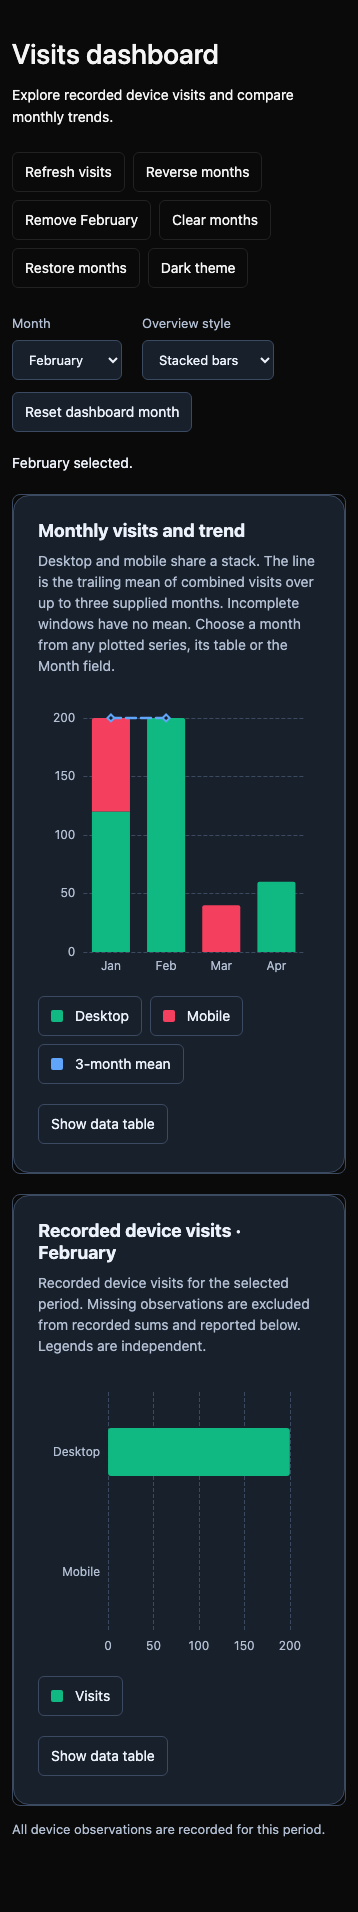 Visits dashboard
Explore recorded device visits and compare
monthly trends.
Refresh visits
Reverse months
Remove February
Clear months
Restore months
Dark theme
Month
Overview style
February
Stacked bars
Reset dashboard month
February selected.
Monthly visits and trend
Desktop and mobile share a stack. The line
is the trailing mean of combined visits over
up to three supplied months. Incomplete
windows have no mean. Choose a month
from any plotted series, its table or the
Month field.
200
150
100
50
0
Jan
Feb
Mar
Apr
Desktop
Mobile
3-month mean
Show data table
Recorded device visits ·
February
Recorded device visits for the selected
period. Missing observations are excluded
from recorded sums and reported below.
Legends are independent.
Desktop
Mobile
0
50
100
150
200
Visits
Show data table
All device observations are recorded for this period.